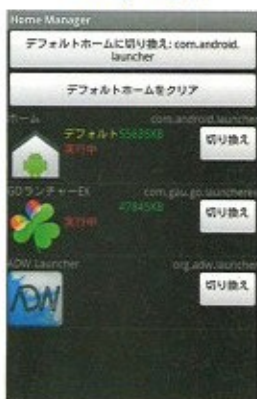 Home Manager
デフォルトホームに切り換え: com.android.
launcher
デフォルトホームをクリア
ホーム com.android.launcher
デフォルト 55635KB
実行中
切り換え
GOランチャーEX com.gau.go.launcherex
47845KB
実行中
切り換え
ADW Launcher org.adw.launcher
ADW
切り換え